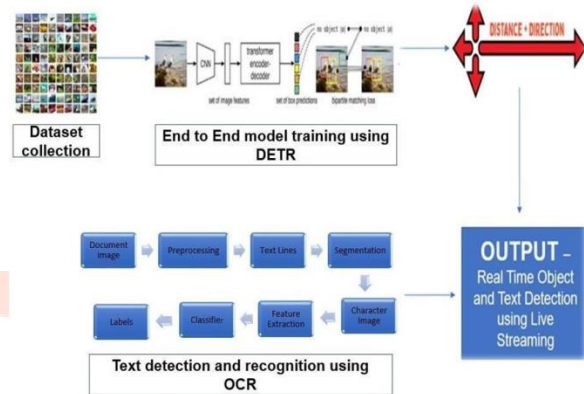 CNN
transformer
encoder-
decoder
no object (ø)
no object (ø)
set of image features
set of box predictions
bipartite matching loss
DISTANCE + DIRECTION
Dataset
collection
End to End model training using
DETR
Document
Image
Preprocessing
Text Lines
Segmentation
Labels
Classifier
Feature
Extraction
Character
Image
Text detection and recognition using
OCR
OUTPUT –
Real Time Object
and Text Detection
using Live
Streaming